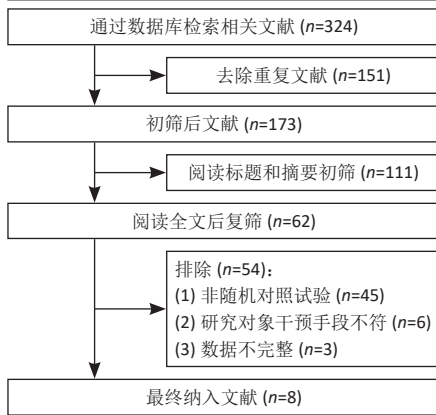 通过数据库检索相关文献 (n=324)
去除重复文献 (n=151)
初筛后文献 (n=173)
阅读标题和摘要初筛 (n=111)
阅读全文后复筛 (n=62)
排除 (n=54)：
(1) 非随机对照试验 (n=45)
(2) 研究对象干预手段不符 (n=6)
(3) 数据不完整 (n=3)
最终纳入文献 (n=8)